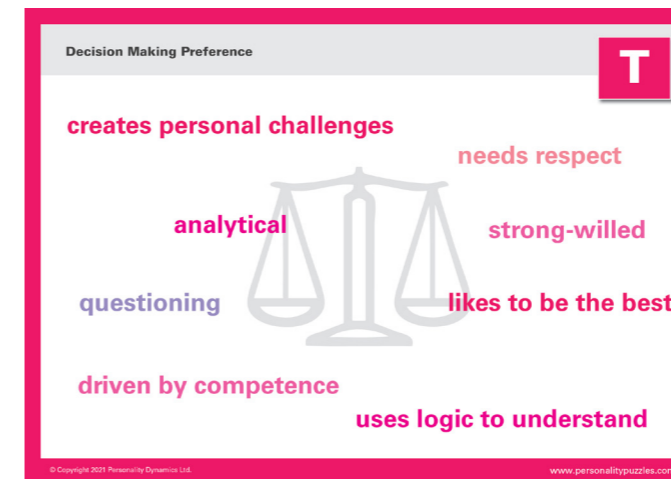 Decision Making Preference
T
creates personal challenges
needs respect
analytical
strong-willed
questioning
likes to be the best
driven by competence
uses logic to understand
© Copyright 2021 Personality Dynamics Ltd.
www.personalitypuzzles.com